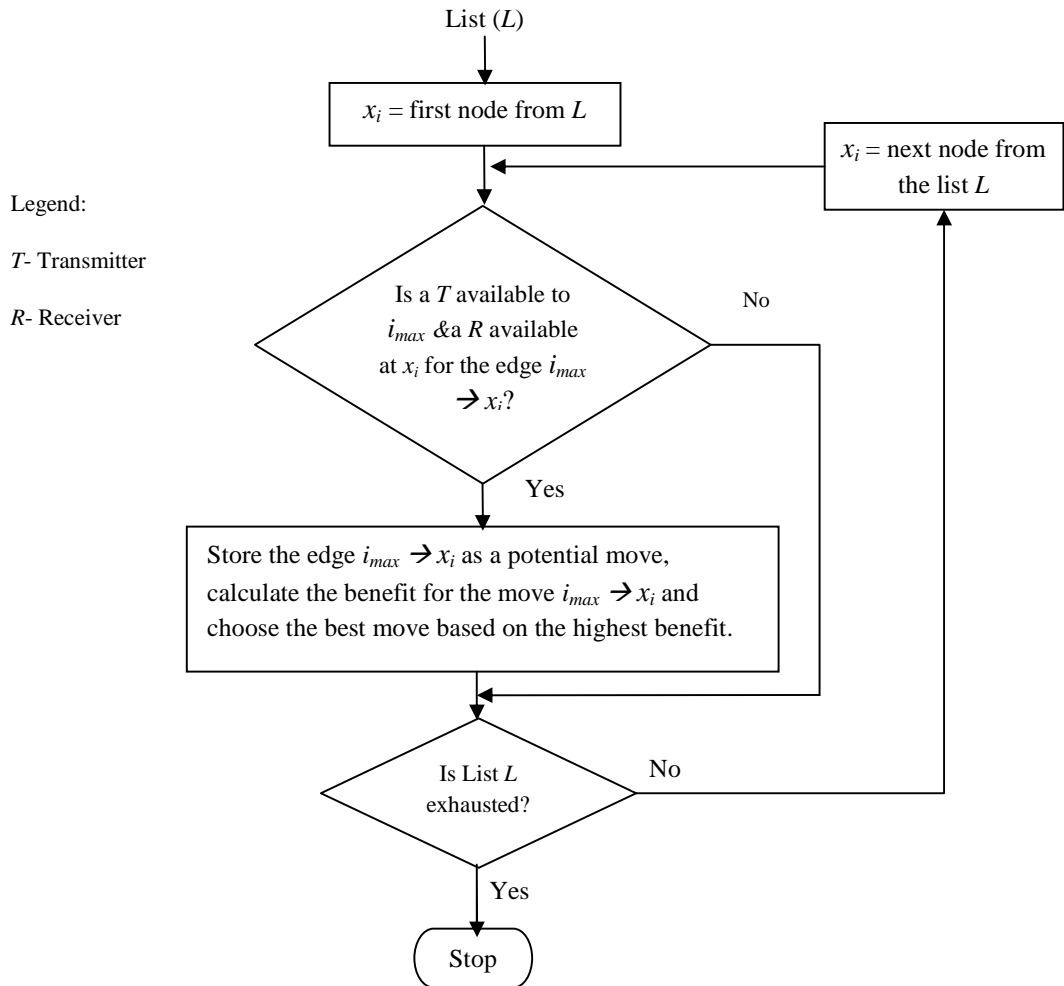 List (L)
x_i = first node from L
x_i = next node from
the list L
Legend:
T- Transmitter
R- Receiver
Is a T available to
i_max &a R available
at x_i for the edge i_max
→ x_i?
No
Yes
Store the edge i_max → x_i as a potential move,
calculate the benefit for the move i_max → x_i and
choose the best move based on the highest benefit.
Is List L
exhausted?
No
Yes
Stop